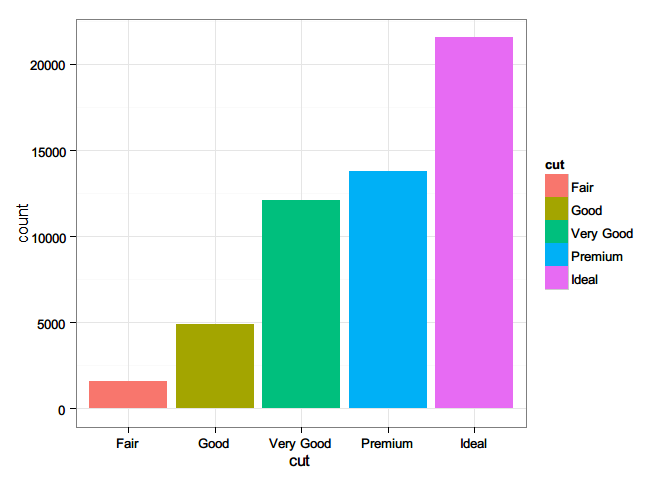 20000
15000
10000
5000
0
count
Fair
Good
Very Good
Premium
Ideal
cut
cut
Fair
Good
Very Good
Premium
Ideal